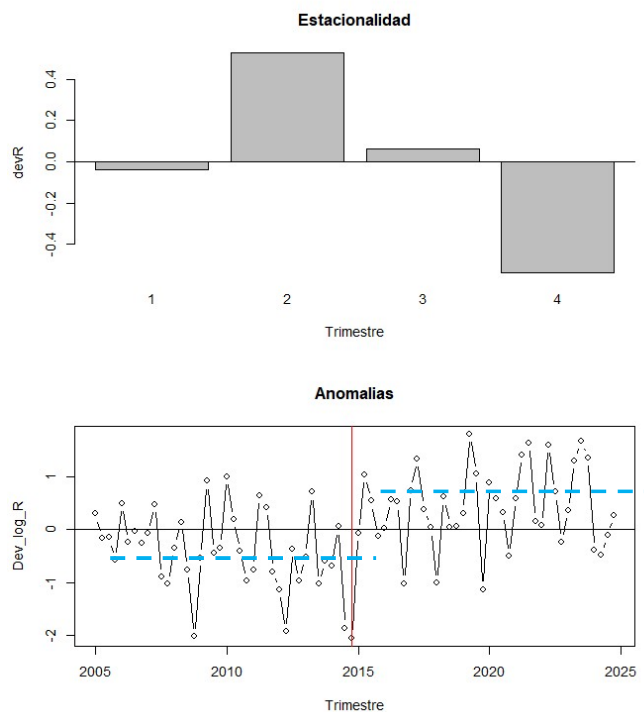 Estacionalidad
devR
0.4
0.2
0.0
-0.2
-0.4
1 2 3 4
Trimestre
Anomalias
Dev_log_R
1
0
-1
-2
2005 2010 2015 2020 2025
Trimestre